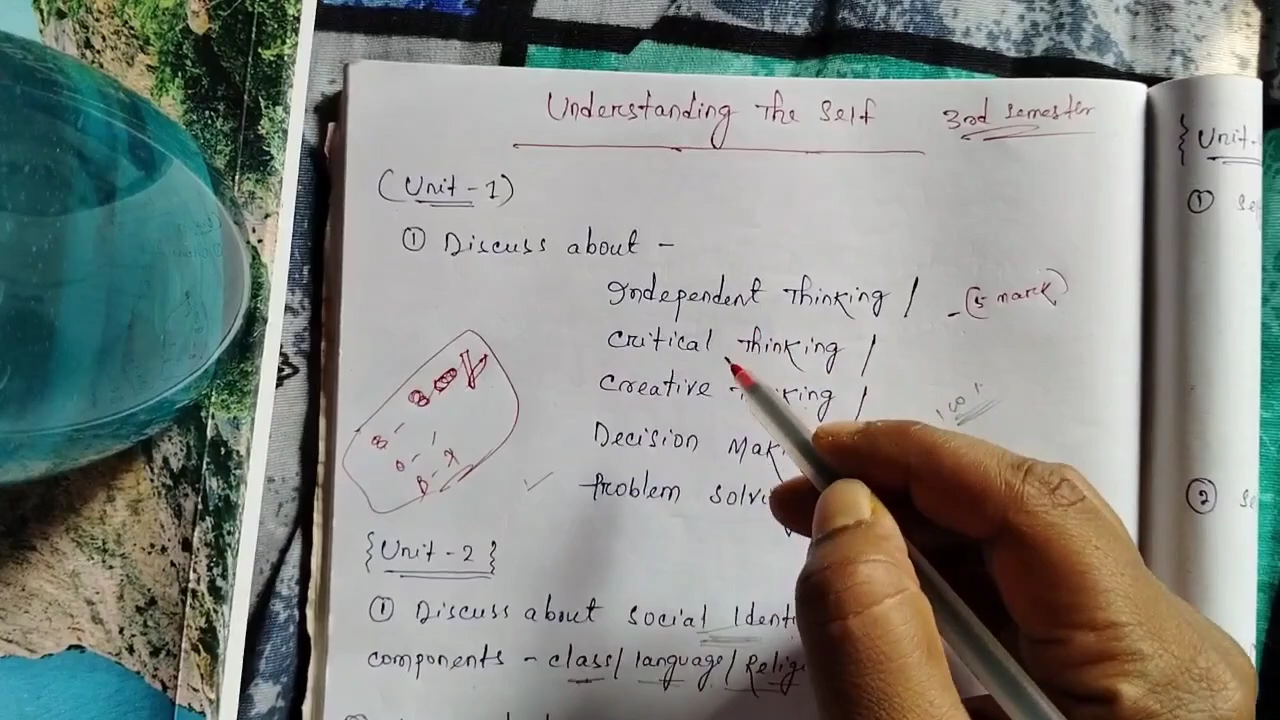 Understanding The Self 3rd semester
(Unit - 1)
① Discuss about -
Independent Thinking / - (5 mark)
Critical Thinking /
Creative Thinking /
Decision
Problem
{Unit - 2}
① Discuss about social
components - class/language/
{Unit
①
②